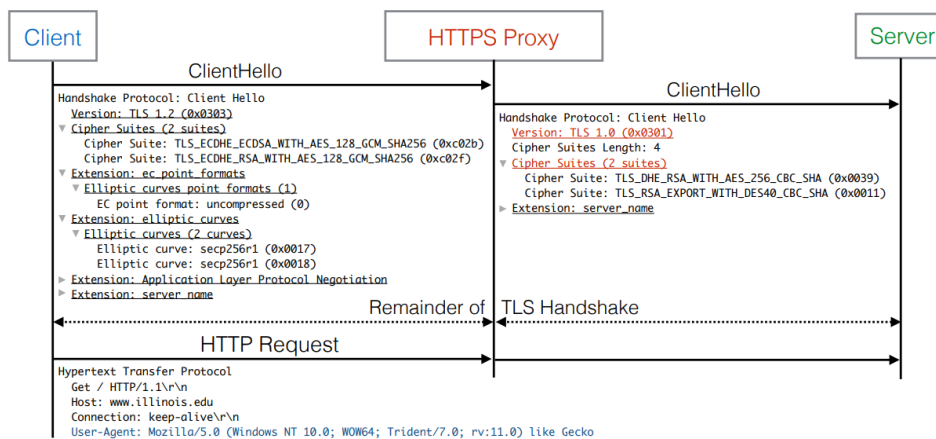 Client
HTTPS Proxy
Server
ClientHello
Handshake Protocol: Client Hello
Version: TLS 1.2 (0x0303)
Cipher Suites (2 suites)
Cipher Suite: TLS_ECDHE_ECDSA_WITH_AES_128_GCM_SHA256 (0xc02b)
Cipher Suite: TLS_ECDHE_RSA_WITH_AES_128_GCM_SHA256 (0xc02f)
Extension: ec_point_formats
Elliptic curves point formats (1)
EC point format: uncompressed (0)
Extension: elliptic curves
Elliptic curves (2 curves)
Elliptic curve: secp256r1 (0x0017)
Elliptic curve: secp256r1 (0x0018)
Extension: Application Layer Protocol Negotiation
Extension: server_name
ClientHello
Handshake Protocol: Client Hello
Version: TLS 1.0 (0x0301)
Cipher Suites Length: 4
Cipher Suites (2 suites)
Cipher Suite: TLS_DHE_RSA_WITH_AES_256_CBC_SHA (0x0039)
Cipher Suite: TLS_RSA_EXPORT_WITH_DES40_CBC_SHA (0x0011)
Extension: server_name
Remainder of TLS Handshake
HTTP Request
Hypertext Transfer Protocol
Get / HTTP/1.1\r\n
Host: www.illinois.edu
Connection: keep-alive\r\n
User-Agent: Mozilla/5.0 (Windows NT 10.0; WOW64; Trident/7.0; rv:11.0) like Gecko